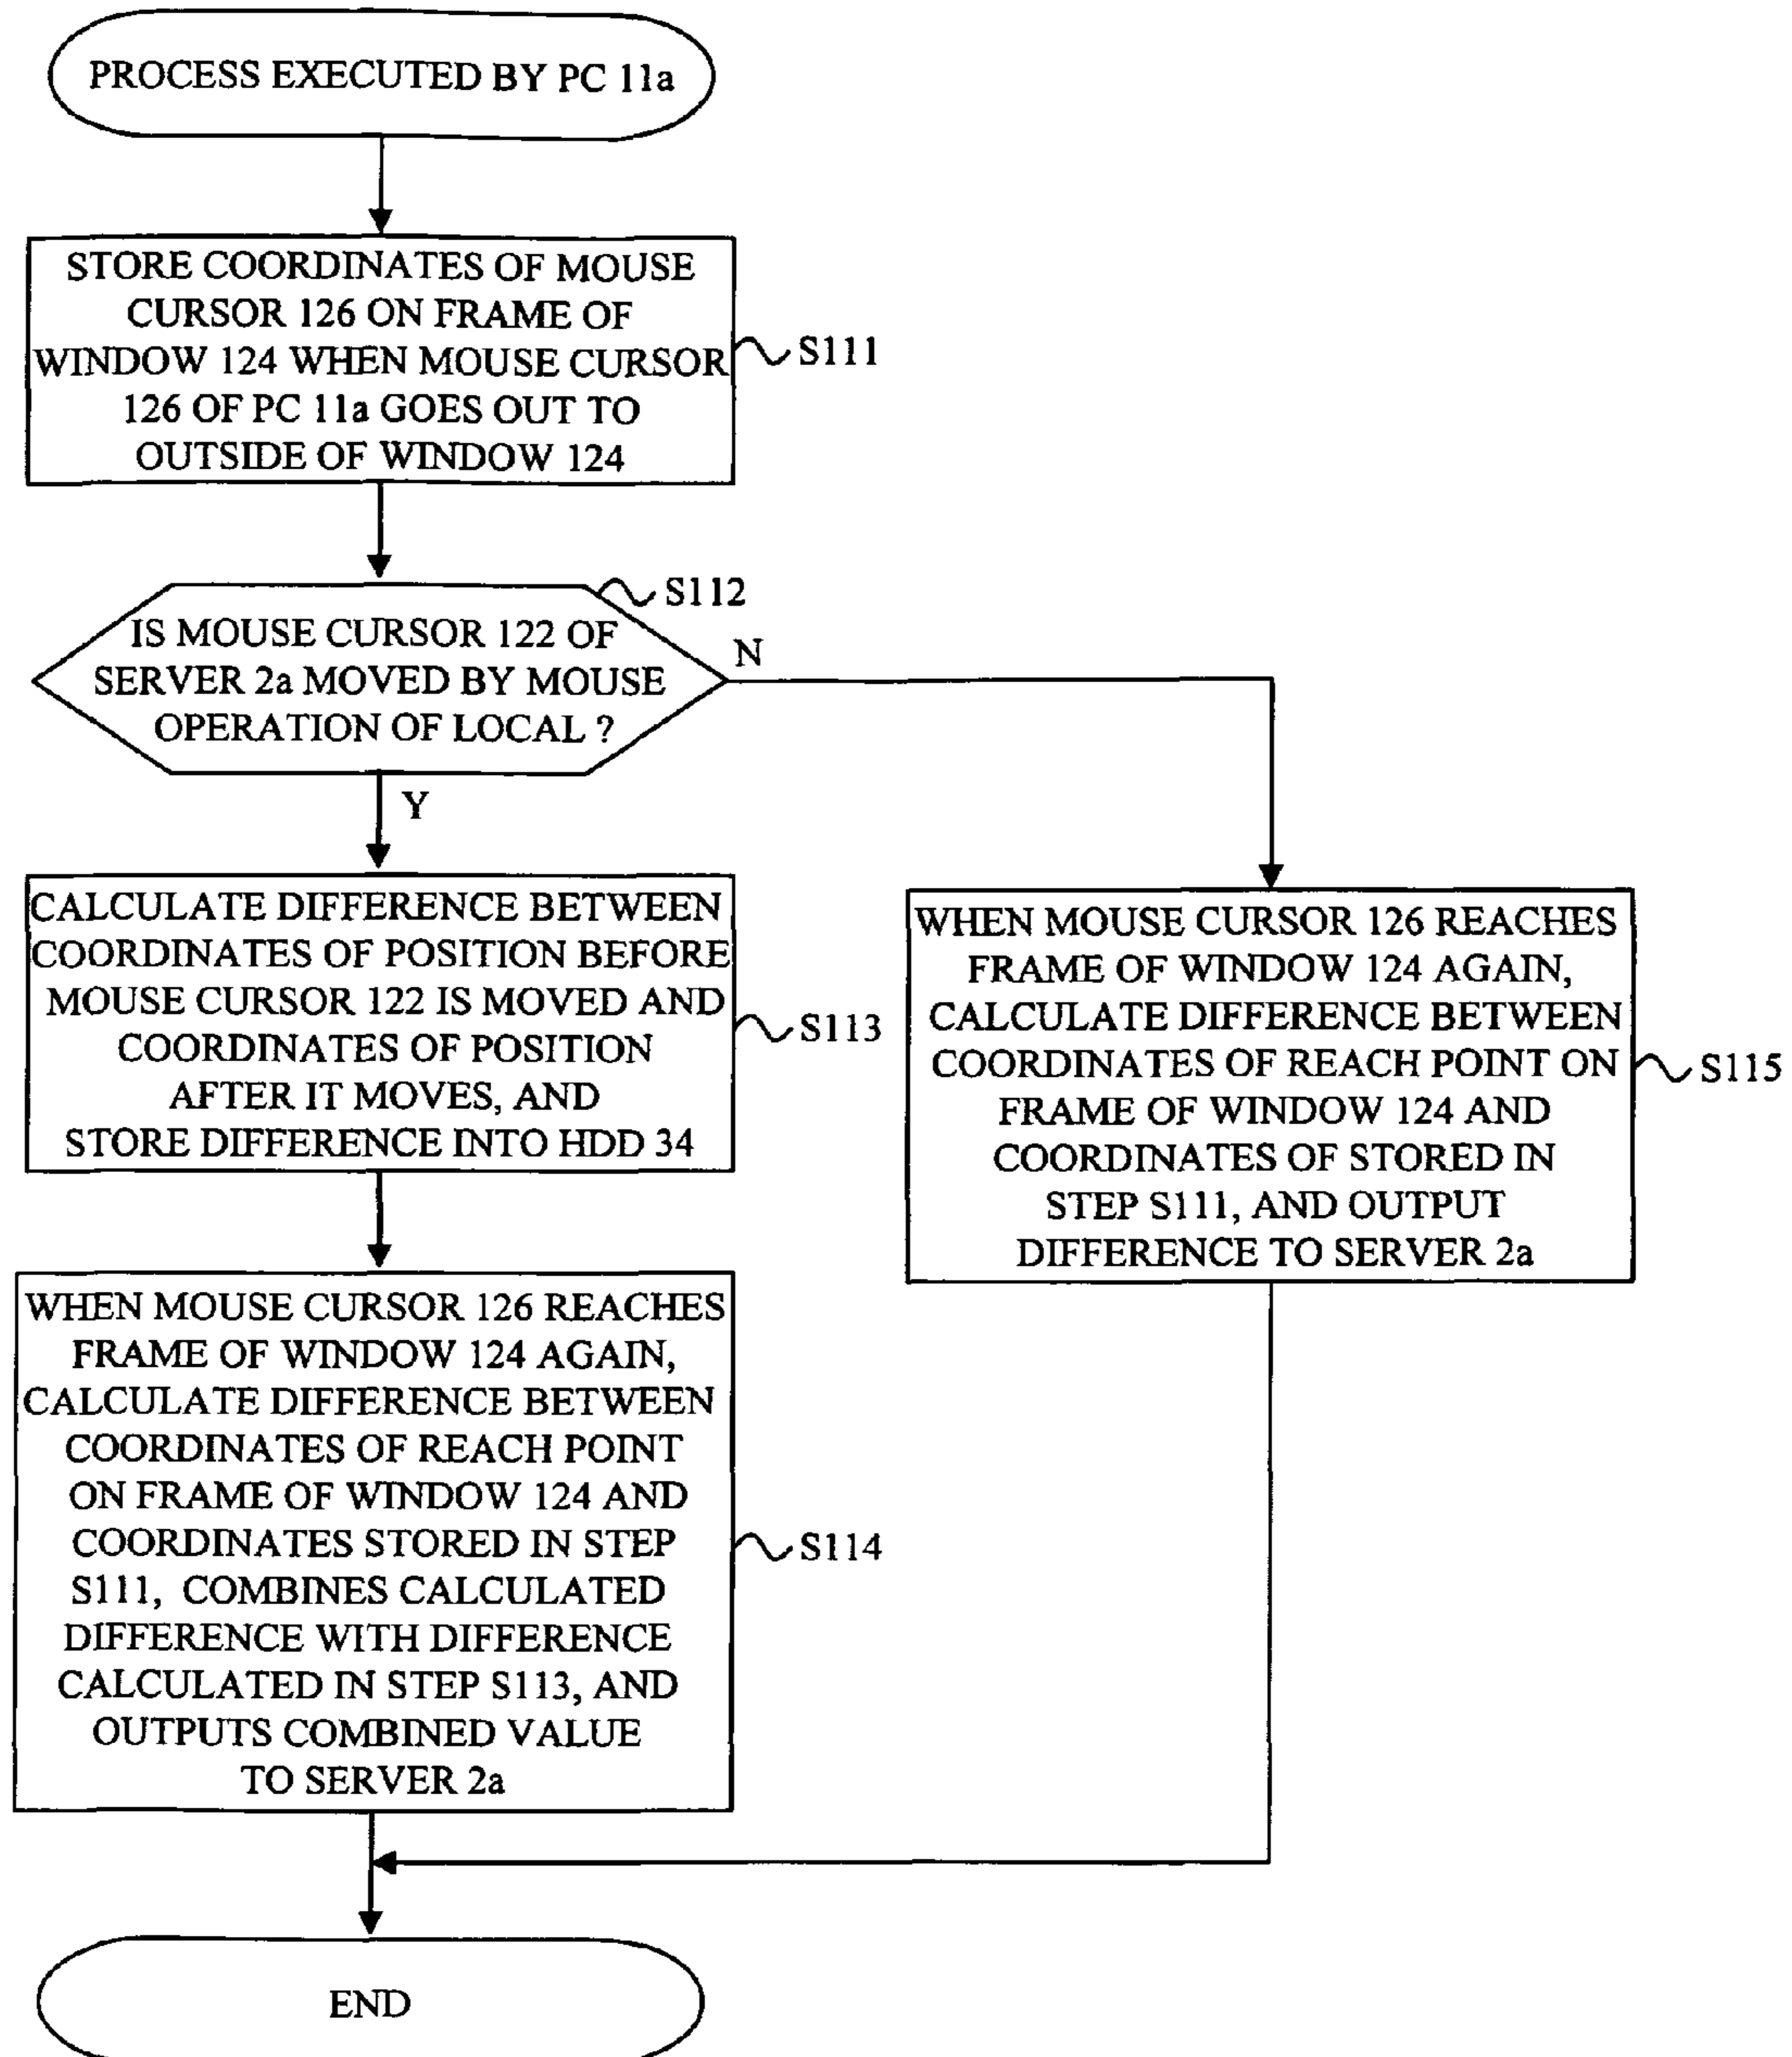 PROCESS EXECUTED BY PC 11a
STORE COORDINATES OF MOUSE
CURSOR 126 ON FRAME OF
WINDOW 124 WHEN MOUSE CURSOR
126 OF PC 11a GOES OUT TO
OUTSIDE OF WINDOW 124
S111
S112
IS MOUSE CURSOR 122 OF
SERVER 2a MOVED BY MOUSE
OPERATION OF LOCAL ?
N
Y
CALCULATE DIFFERENCE BETWEEN
COORDINATES OF POSITION BEFORE
MOUSE CURSOR 122 IS MOVED AND
COORDINATES OF POSITION
AFTER IT MOVES, AND
STORE DIFFERENCE INTO HDD 34
S113
WHEN MOUSE CURSOR 126 REACHES
FRAME OF WINDOW 124 AGAIN,
CALCULATE DIFFERENCE BETWEEN
COORDINATES OF REACH POINT ON
FRAME OF WINDOW 124 AND
COORDINATES OF STORED IN
STEP S111, AND OUTPUT
DIFFERENCE TO SERVER 2a
S115
WHEN MOUSE CURSOR 126 REACHES
FRAME OF WINDOW 124 AGAIN,
CALCULATE DIFFERENCE BETWEEN
COORDINATES OF REACH POINT
ON FRAME OF WINDOW 124 AND
COORDINATES STORED IN STEP
S111, COMBINES CALCULATED
DIFFERENCE WITH DIFFERENCE
CALCULATED IN STEP S113, AND
OUTPUTS COMBINED VALUE
TO SERVER 2a
S114
END